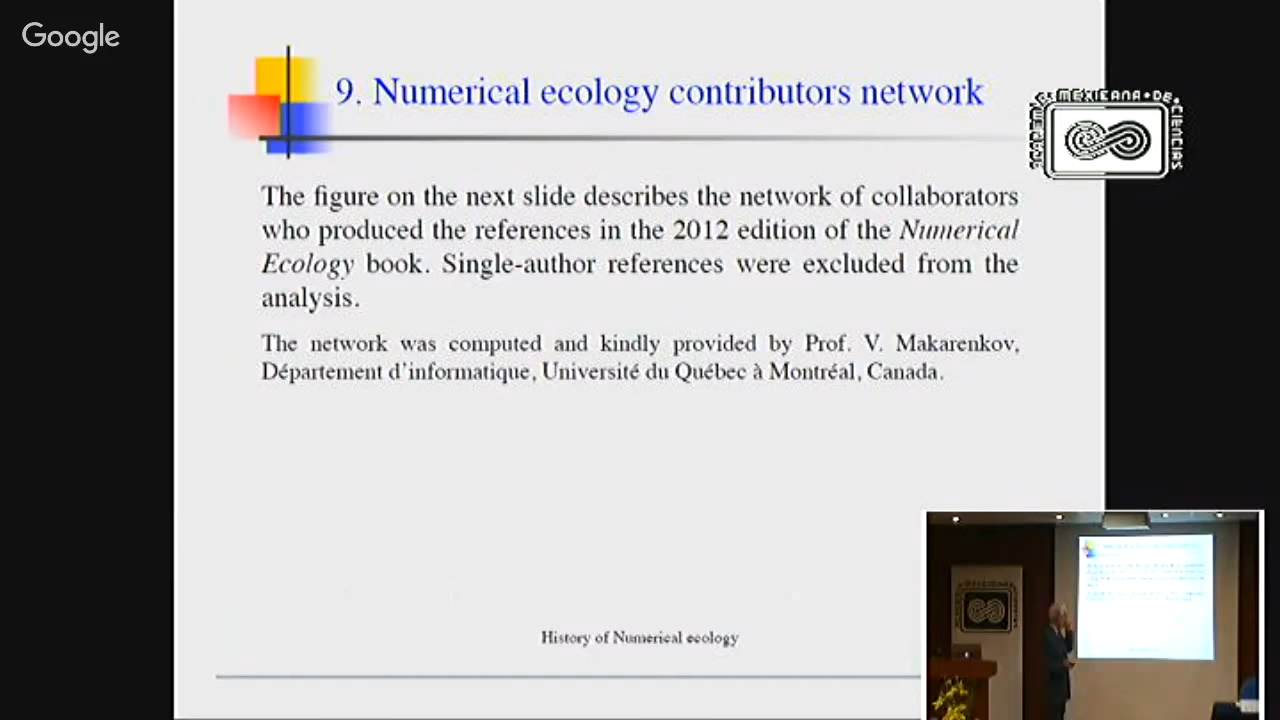 Google
9. Numerical ecology contributors network
ACADEMIA MEXICANA DE CIENCIAS
The figure on the next slide describes the network of collaborators
who produced the references in the 2012 edition of the Numerical
Ecology book. Single-author references were excluded from the
analysis.
The network was computed and kindly provided by Prof. V. Makarenkov,
Département d'informatique, Université du Québec à Montréal, Canada.
History of Numerical ecology